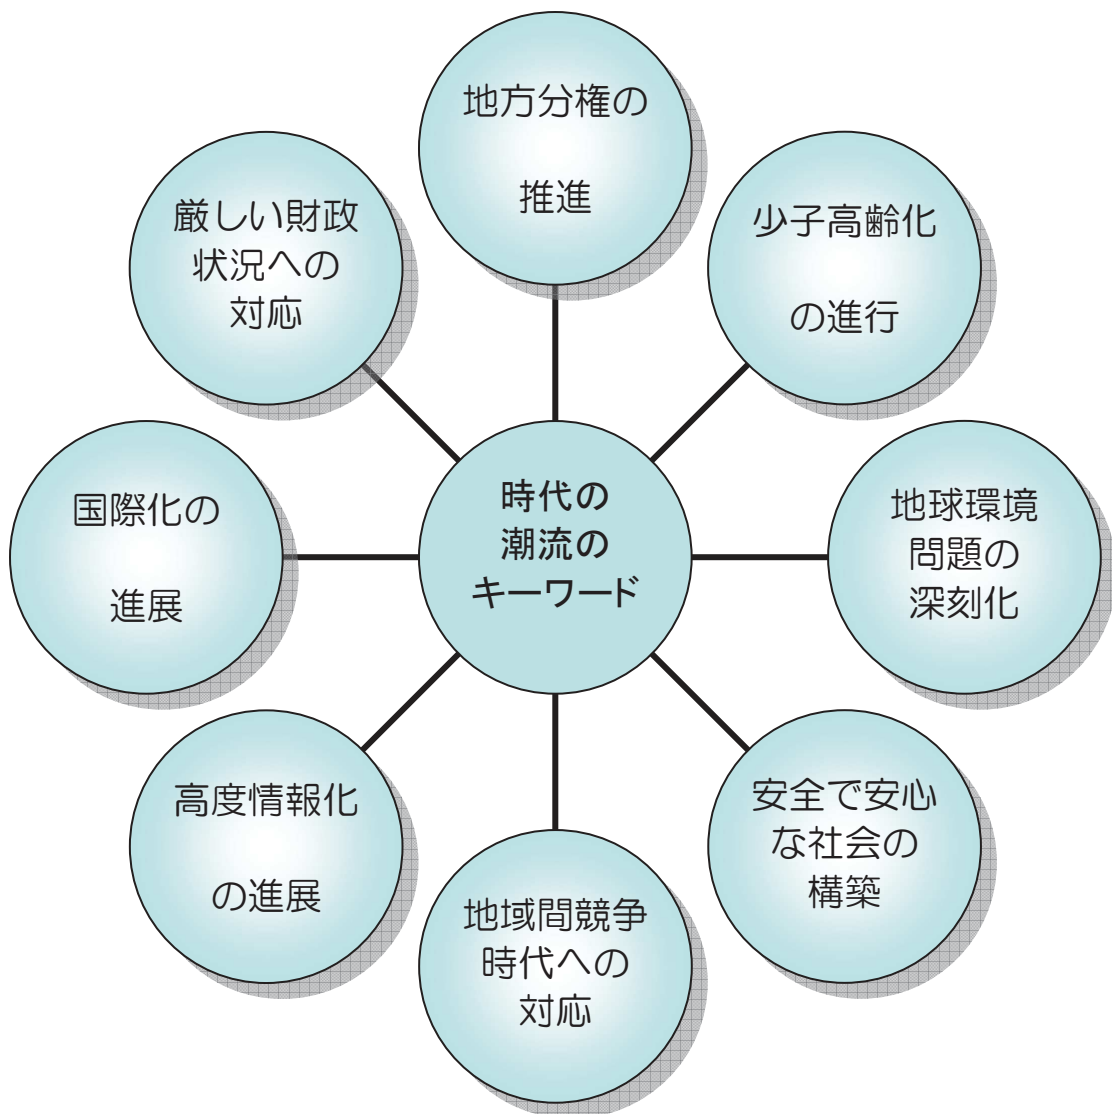 時代の
潮流の
キーワード
地方分権の
推進
少子高齢化
の進行
地球環境
問題の
深刻化
安全で安心
な社会の
構築
地域間競争
時代への
対応
高度情報化
の進展
国際化の
進展
厳しい財政
状況への
対応